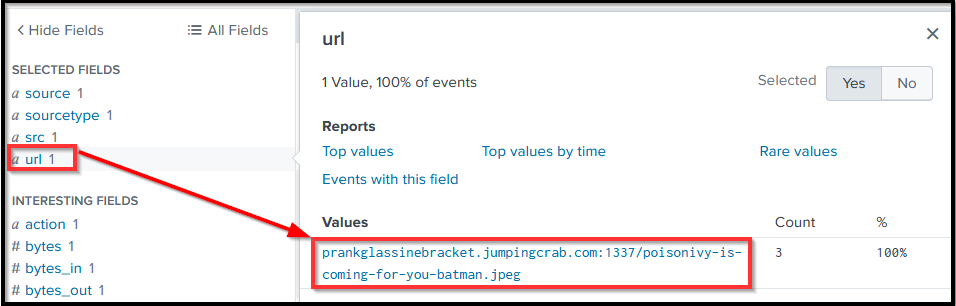 Hide Fields
All Fields
SELECTED FIELDS
a source 1
a sourcetype 1
a src 1
a url 1
INTERESTING FIELDS
a action 1
# bytes 1
# bytes_in 1
# bytes_out 1
url
1 Value, 100% of events
Selected
Yes
No
Reports
Top values
Top values by time
Rare values
Events with this field
Values
Count
%
prankglassinebracket.jumpingcrab.com:1337/poisonivy-is-
coming-for-you-batman.jpeg
3
100%